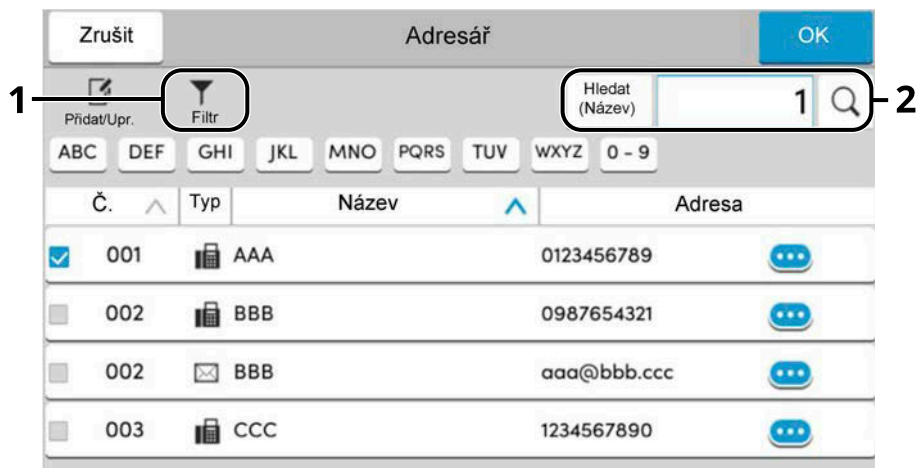 Zrušit Adresář OK
1 Přidat/Upr. Filtr Hledat (Název) 1 2
ABC DEF GHI JKL MNO PQRS TUV WXYZ 0 - 9
Č. Typ Název Adresa
001 AAA 0123456789
002 BBB 0987654321
002 BBB aaa@bbb.ccc
003 CCC 1234567890